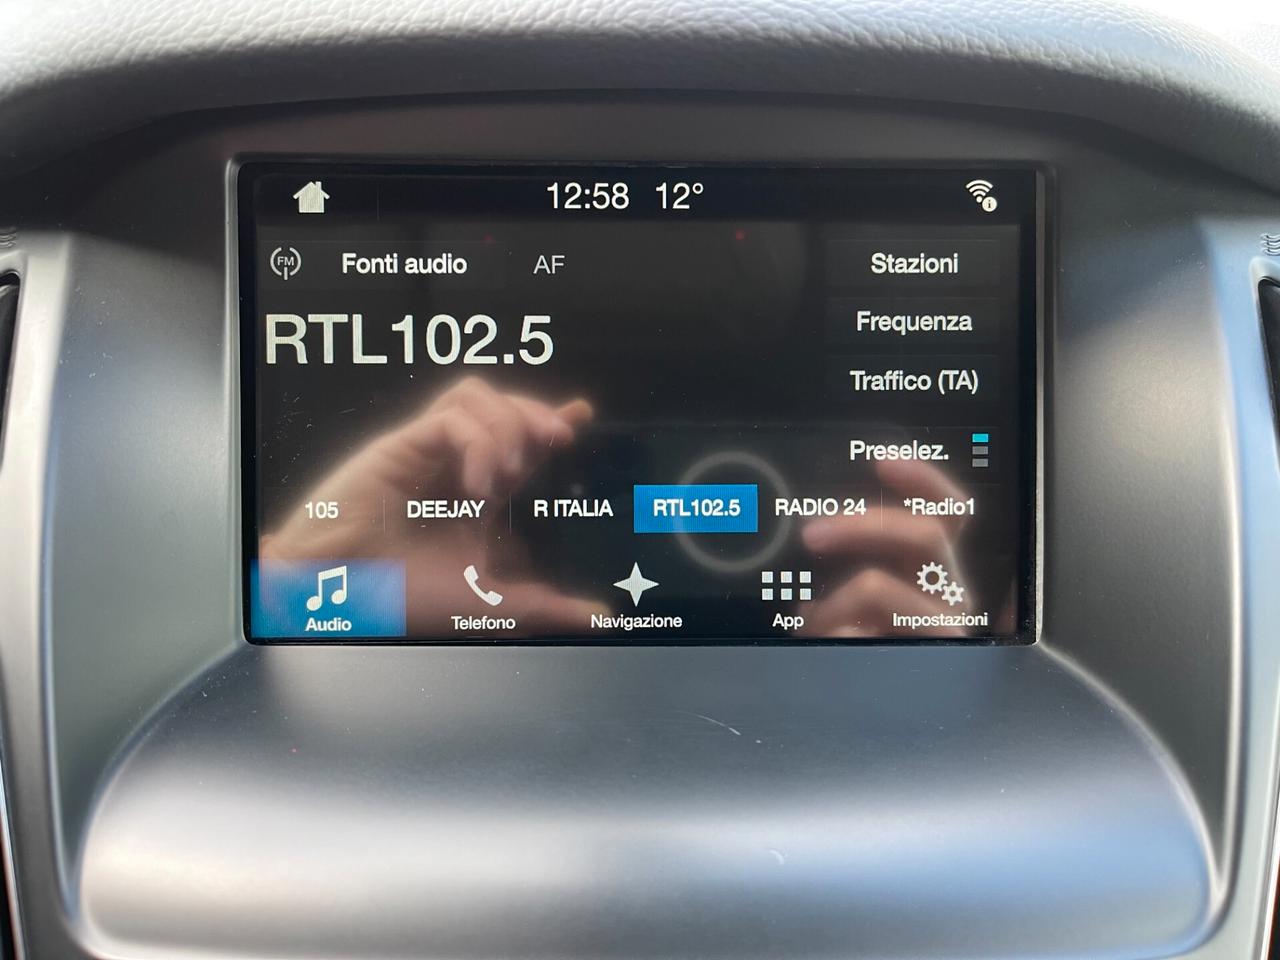 12:58 12°
FM Fonti audio AF Stazioni
RTL102.5
Frequenza
Traffico (TA)
Preselez.
105 DEEJAY R ITALIA RTL102.5 RADIO 24 *Radio1
Audio Telefono Navigazione App Impostazioni